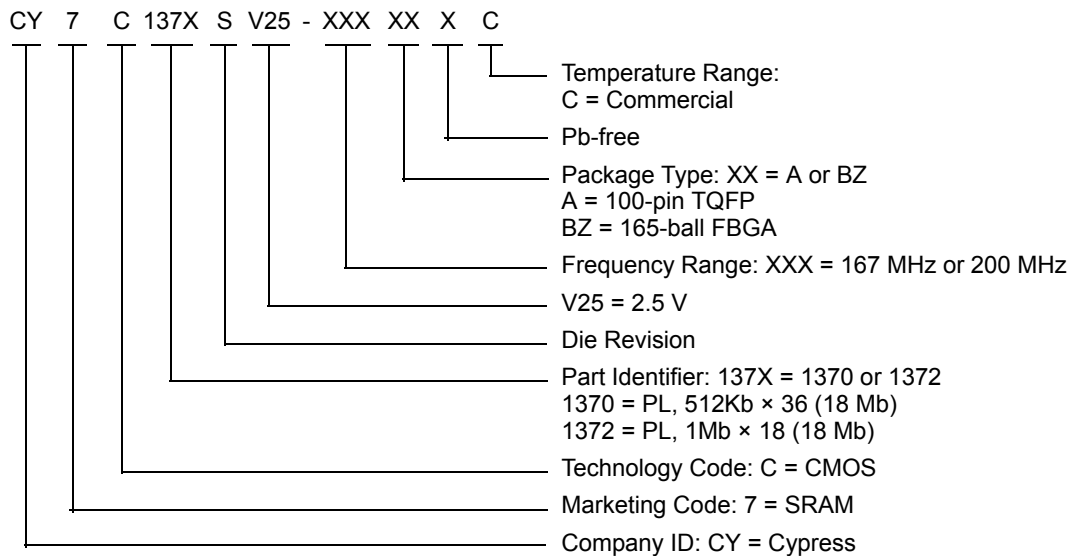 CY 7 C 137X S V25 - XXX XX X C
Temperature Range:
C = Commercial
Pb-free
Package Type: XX = A or BZ
A = 100-pin TQFP
BZ = 165-ball FBGA
Frequency Range: XXX = 167 MHz or 200 MHz
V25 = 2.5 V
Die Revision
Part Identifier: 137X = 1370 or 1372
1370 = PL, 512Kb × 36 (18 Mb)
1372 = PL, 1Mb × 18 (18 Mb)
Technology Code: C = CMOS
Marketing Code: 7 = SRAM
Company ID: CY = Cypress